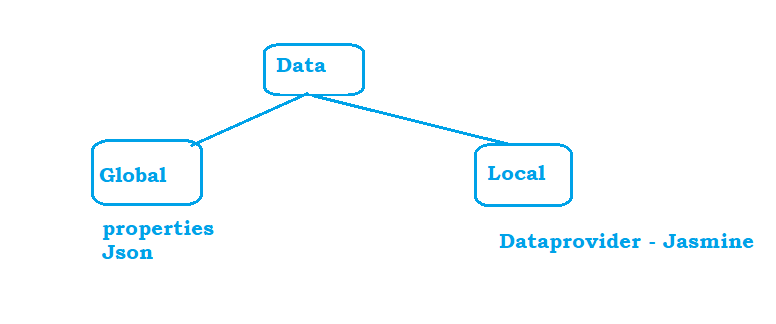 Data
Global
Local
properties
Json
Dataprovider - Jasmine